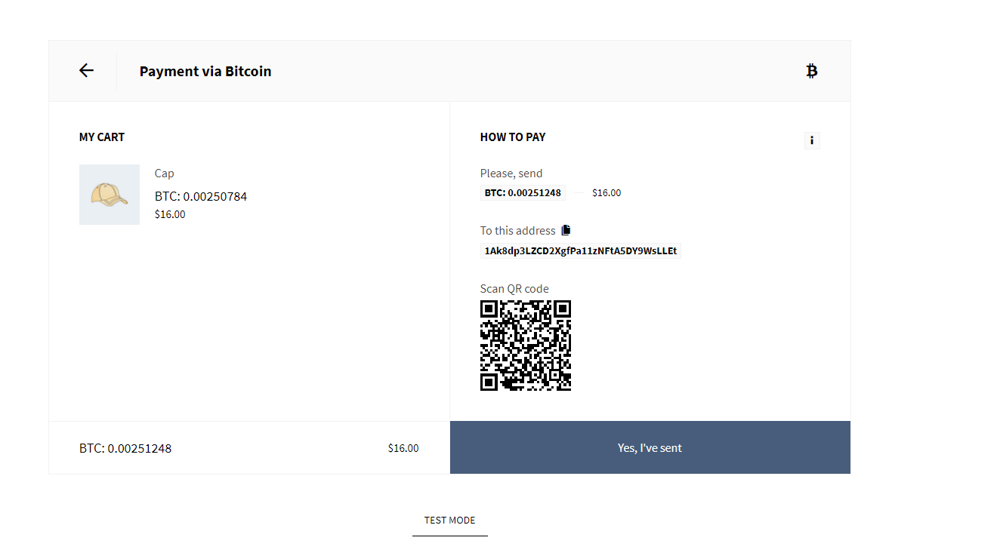 Payment via Bitcoin
MY CART
Cap
BTC: 0.00250784
$16.00
HOW TO PAY
Please, send
BTC: 0.00251248 — $16.00
To this address
1Ak8dp3LZCD2XgfPa11zNFtA5DY9WsLLEt
Scan QR code
BTC: 0.00251248 $16.00
Yes, I've sent
TEST MODE